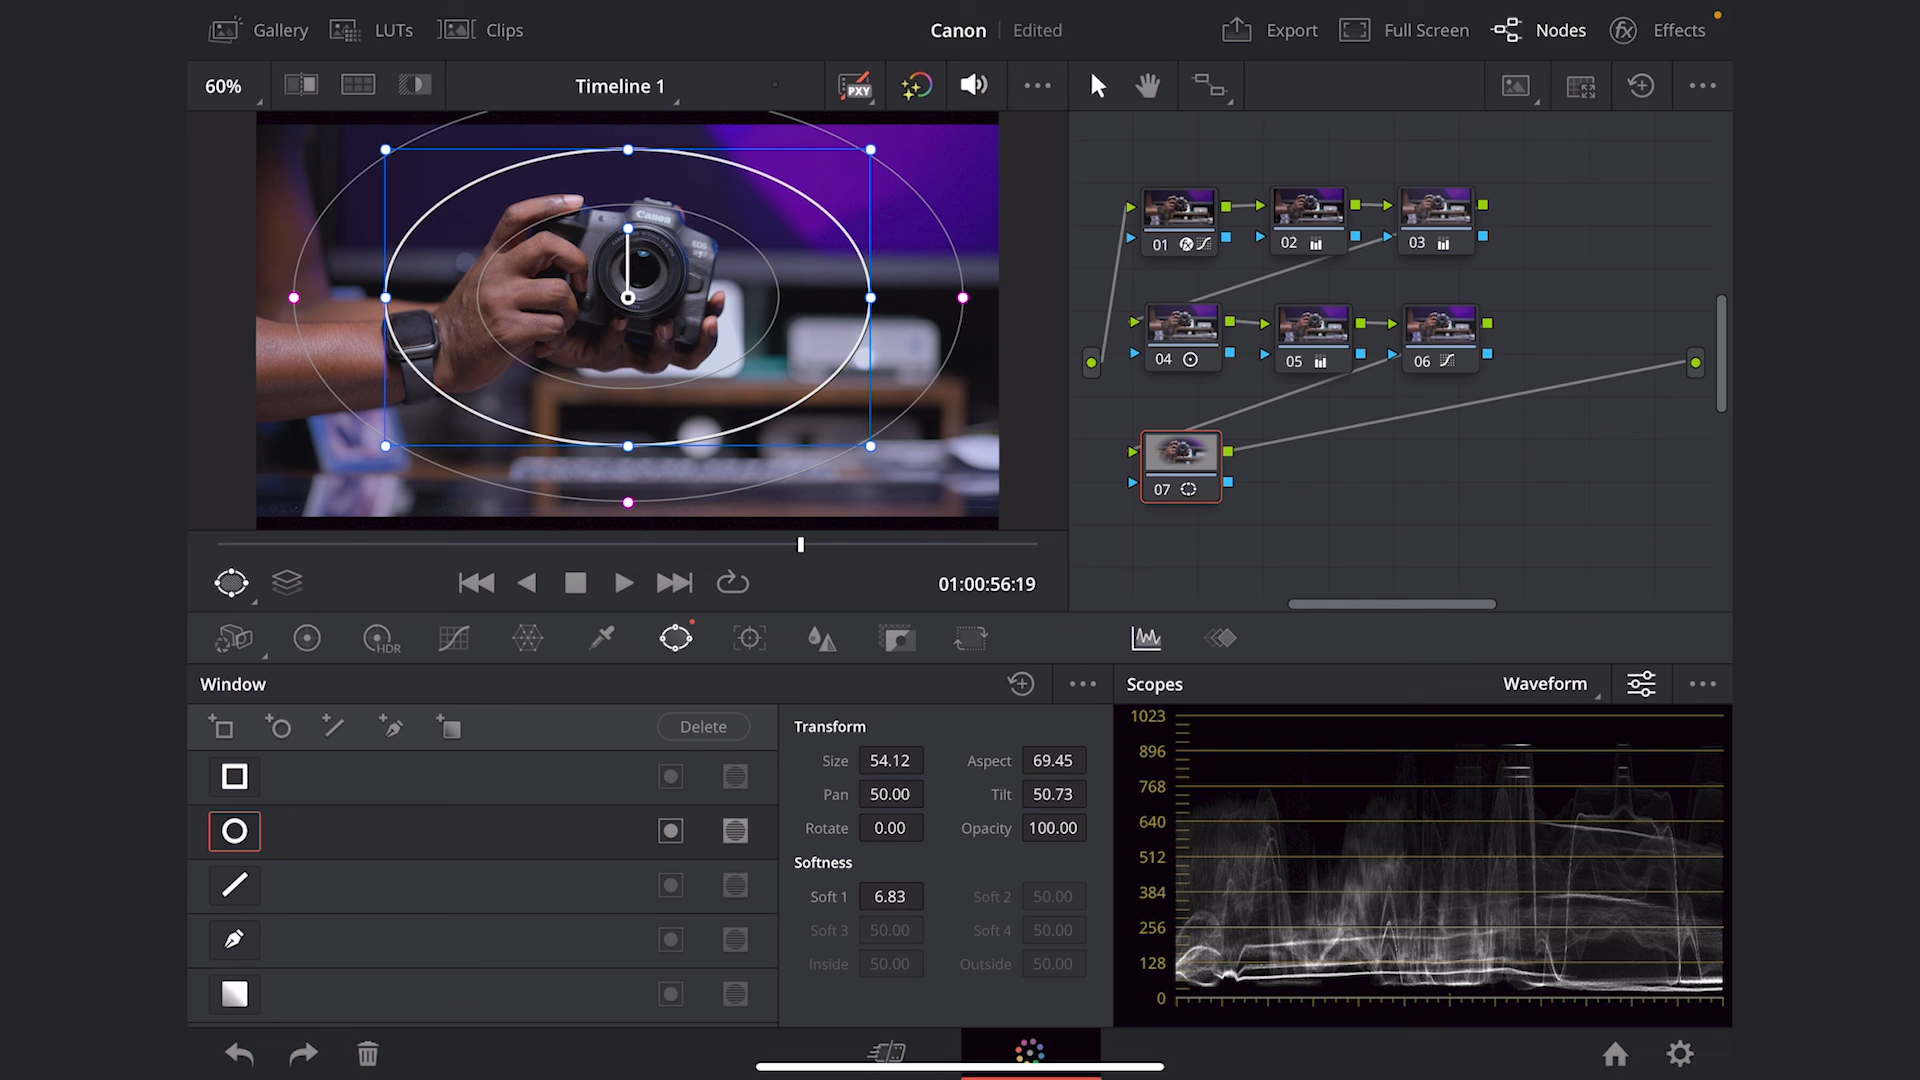 Gallery LUTs Clips Canon Edited Export Full Screen Nodes fx Effects
60% Timeline 1 PXY
Canon
EOS
01 fx 02 03
04 05 06
07
01:00:56:19
HDR
Window Scopes Waveform
Delete
Transform
Size 54.12 Aspect 69.45
Pan 50.00 Tilt 50.73
Rotate 0.00 Opacity 100.00
Softness
Soft 1 6.83 Soft 2 50.00
Soft 3 50.00 Soft 4 50.00
Inside 50.00 Outside 50.00
1023
896
768
640
512
384
256
128
0